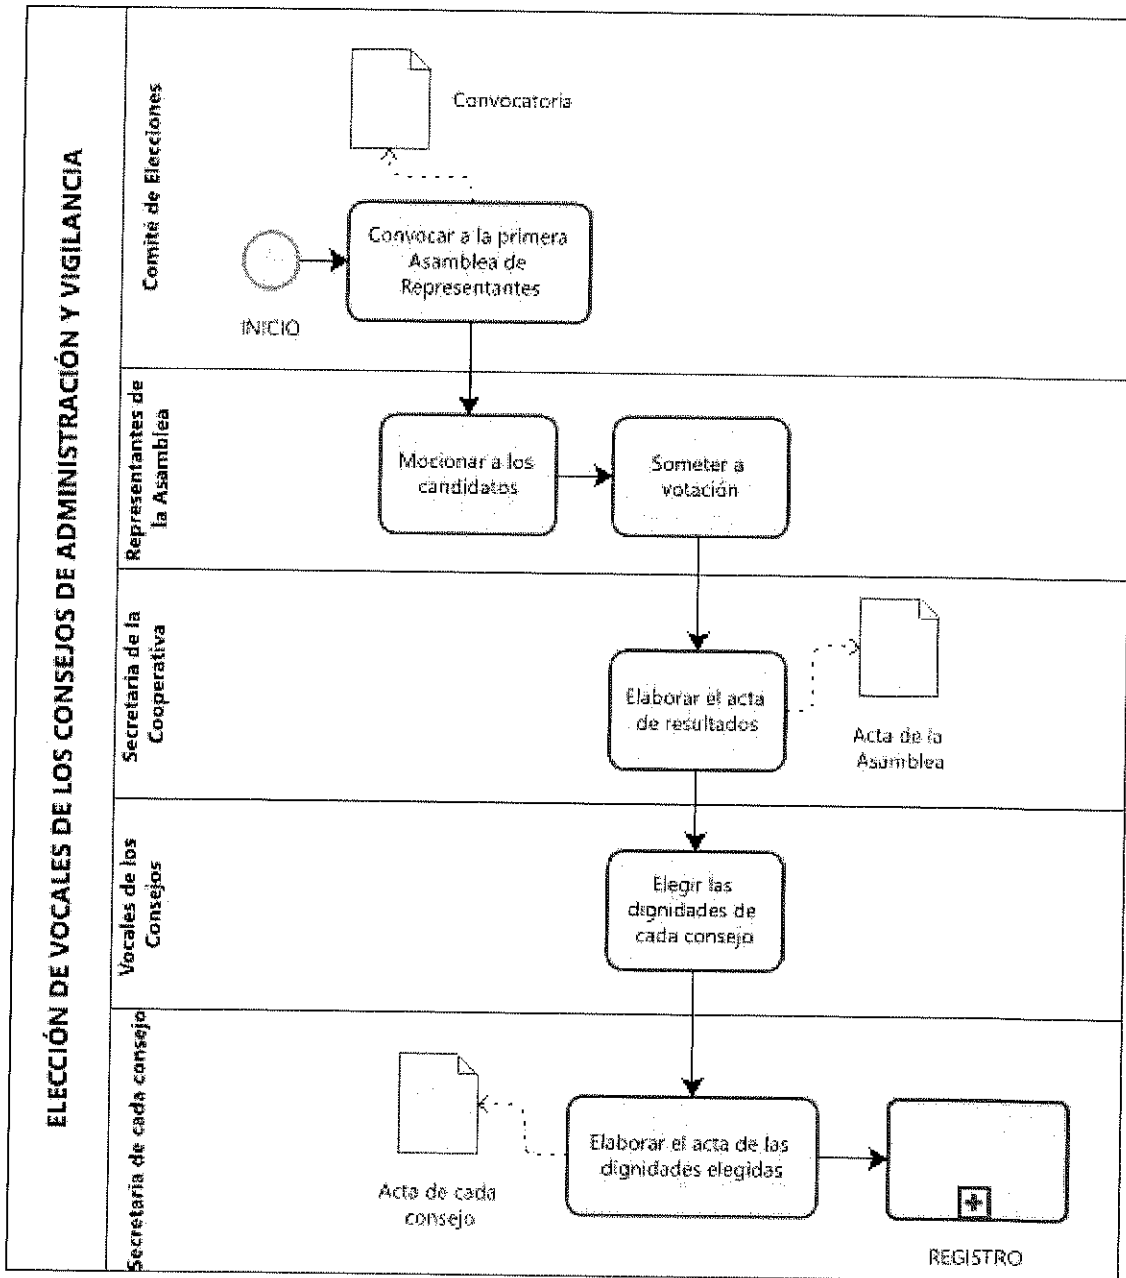 ELECCIÓN DE VOCALES DE LOS CONSEJOS DE ADMINISTRACIÓN Y VIGILANCIA
Comité de Elecciones
Convocatoria
Convocar a la primera
Asamblea de
Representantes
INICIO
Representantes de
la Asamblea
Mocionar a los
candidatos
Someter a
votación
Secretaria de la
Cooperativa
Elaborar el acta
de resultados
Acta de la
Asamblea
Vocales de los
Consejos
Elegir las
dignidades de
cada consejo
Secretaria de cada consejo
Acta de cada
consejo
Elaborar el acta de las
dignidades elegidas
REGISTRO